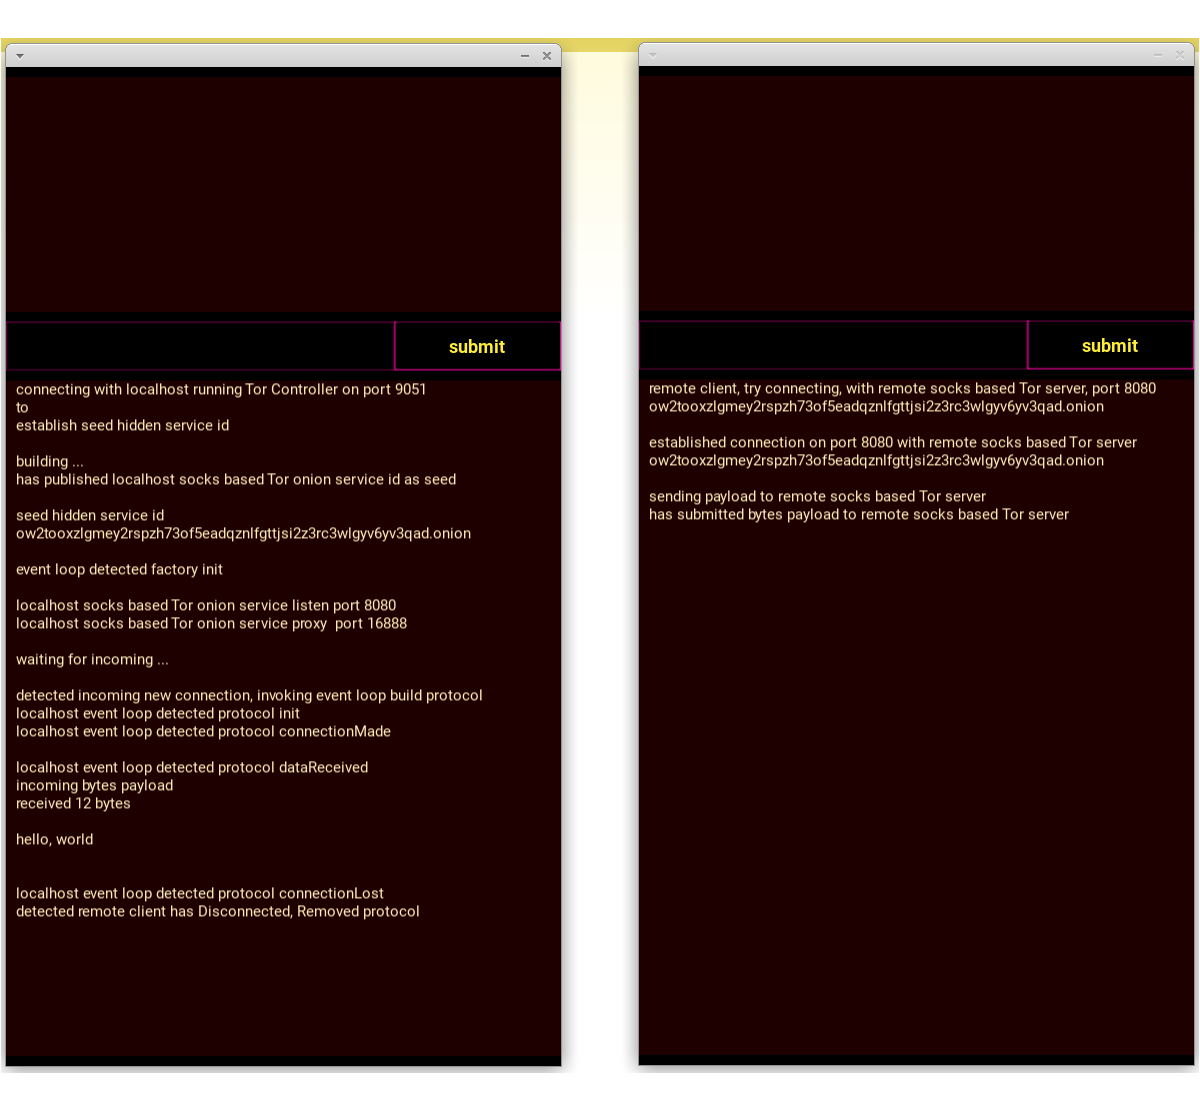 submit
connecting with localhost running Tor Controller on port 9051
to
establish seed hidden service id
building ...
has published localhost socks based Tor onion service id as seed
seed hidden service id
ow2tooxzlgmey2rspzh73of5eadqznlfgttjsi2z3rc3wlgyv6yv3qad.onion
event loop detected factory init
localhost socks based Tor onion service listen port 8080
localhost socks based Tor onion service proxy  port 16888
waiting for incoming ...
detected incoming new connection, invoking event loop build protocol
localhost event loop detected protocol init
localhost event loop detected protocol connectionMade
localhost event loop detected protocol dataReceived
incoming bytes payload
received 12 bytes
hello, world
localhost event loop detected protocol connectionLost
detected remote client has Disconnected, Removed protocol
submit
remote client, try connecting, with remote socks based Tor server, port 8080
ow2tooxzlgmey2rspzh73of5eadqznlfgttjsi2z3rc3wlgyv6yv3qad.onion
established connection on port 8080 with remote socks based Tor server
ow2tooxzlgmey2rspzh73of5eadqznlfgttjsi2z3rc3wlgyv6yv3qad.onion
sending payload to remote socks based Tor server
has submitted bytes payload to remote socks based Tor server